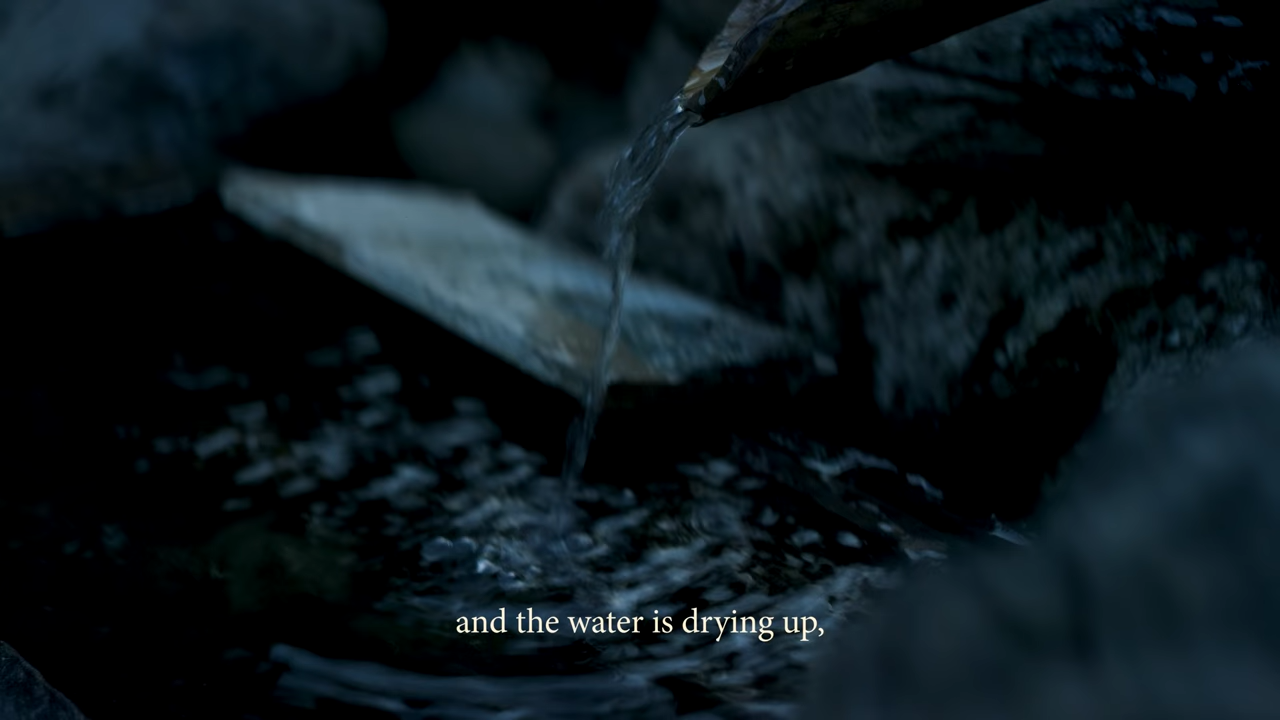 and the water is drying up,